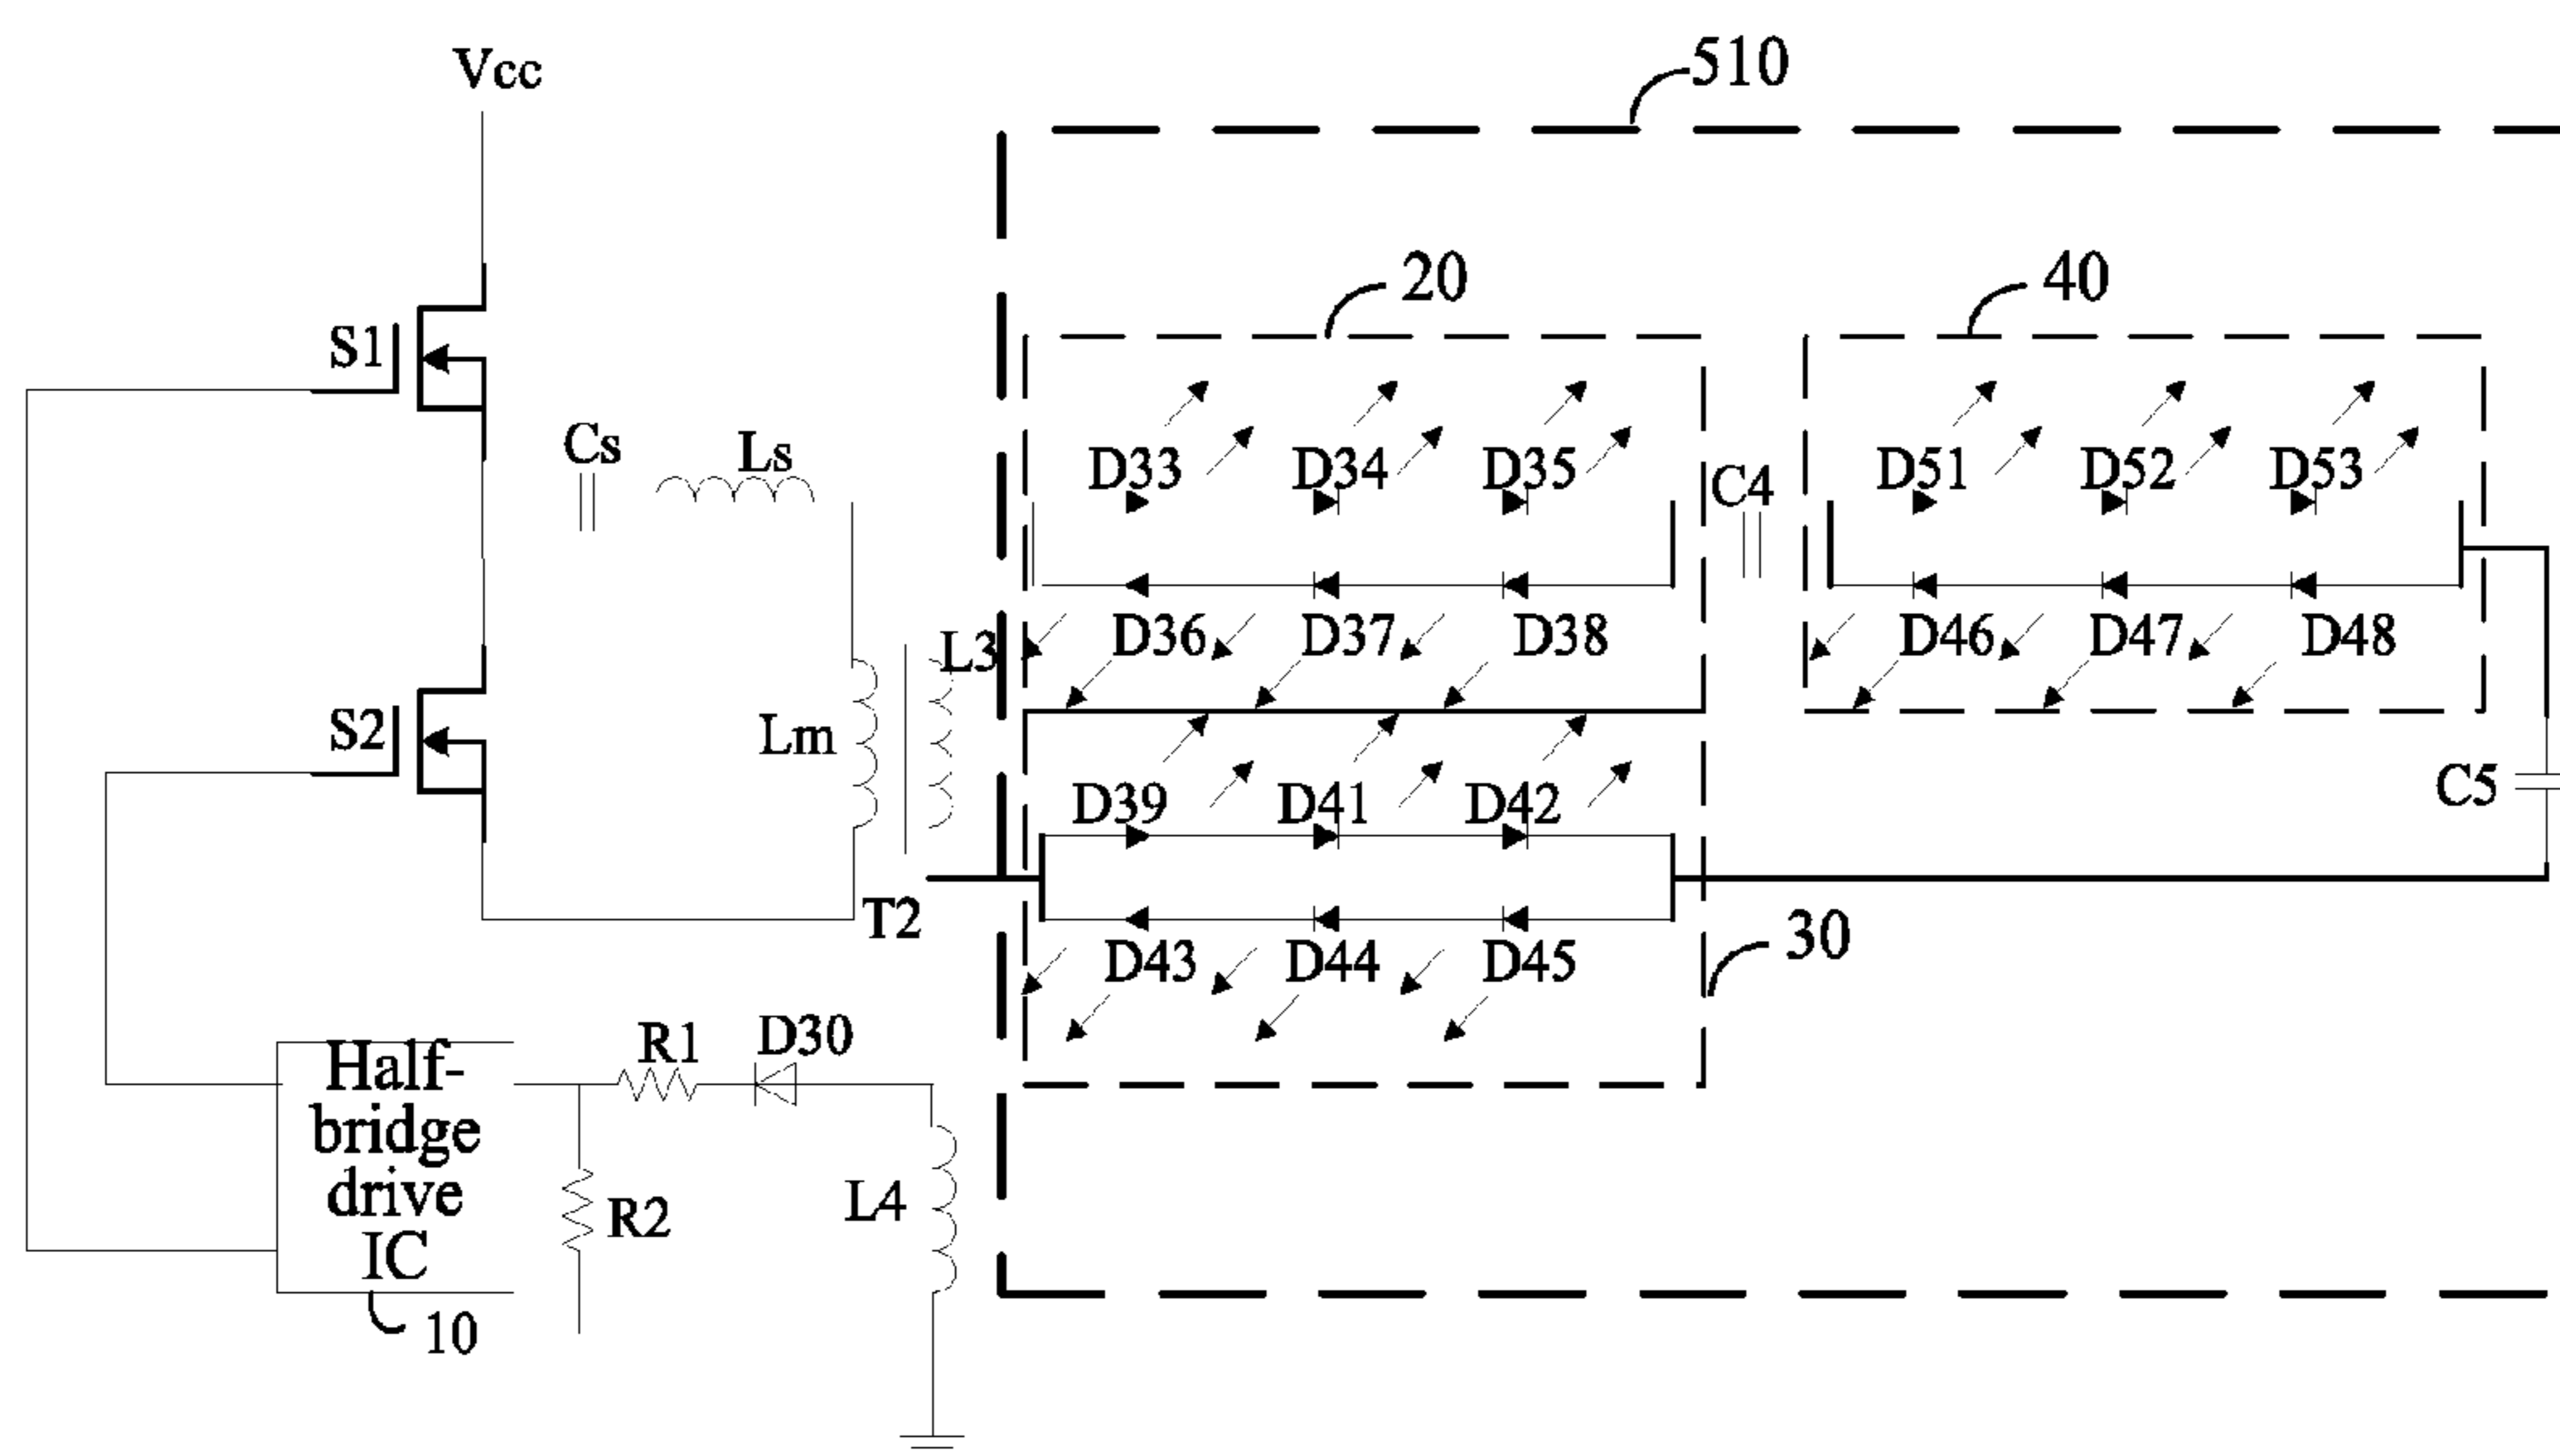 Vcc
510
20
40
S1
Cs
Ls
D33
D34
D35
C4
D51
D52
D53
L3
D36
D37
D38
D46
D47
D48
S2
Lm
D39
D41
D42
C5
T2
D43
D44
D45
30
Half-
bridge
drive
IC
R1
D30
R2
L4
10